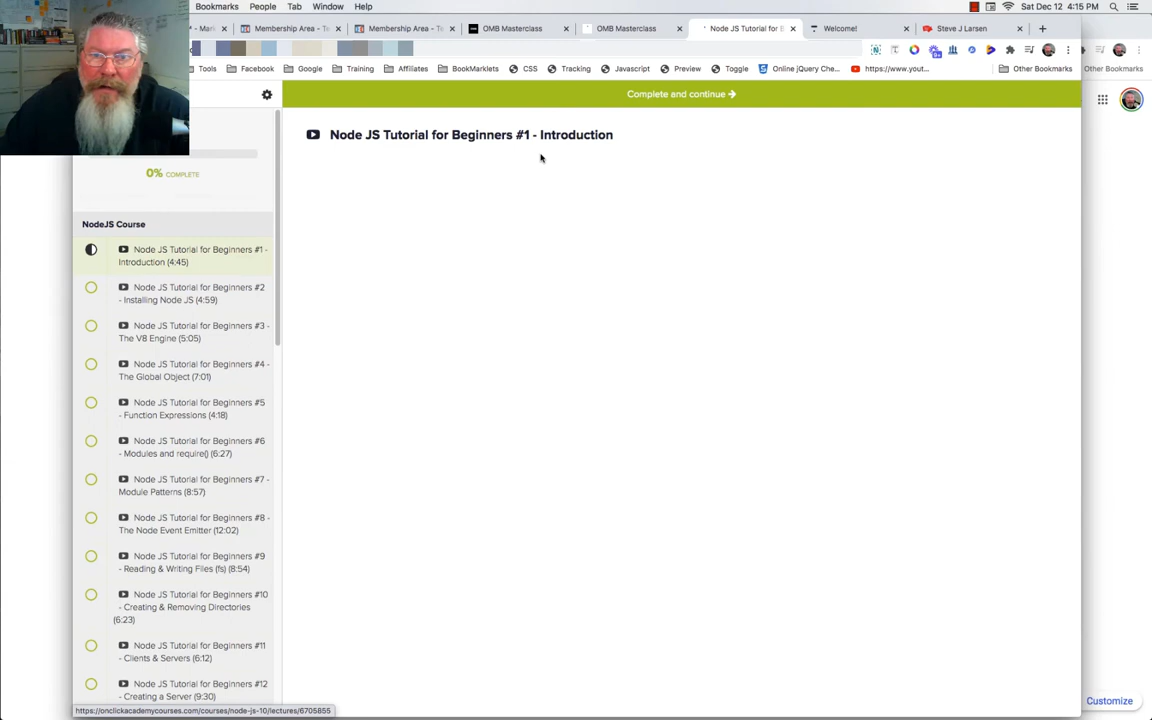 Bookmarks People Tab Window Help
Sat Dec 12 4:15 PM
Membership Area - T
Membership Area - T
OMB Masterclass
OMB Masterclass
Node JS Tutorial for B
Welcome!
Steve J Larsen
Tools Facebook Google Training Affiliates BookMarklets CSS Tracking Javascript Preview Toggle Online jQuery Che... https://www.yout... Other Bookmarks
Other Bookmarks
Complete and continue →
0% COMPLETE
NodeJS Course
Node JS Tutorial for Beginners #1 -
Introduction (4:45)
Node JS Tutorial for Beginners #2
- Installing Node JS (4:59)
Node JS Tutorial for Beginners #3 -
The V8 Engine (5:05)
Node JS Tutorial for Beginners #4 -
The Global Object (7:01)
Node JS Tutorial for Beginners #5
- Function Expressions (4:18)
Node JS Tutorial for Beginners #6
- Modules and require() (6:27)
Node JS Tutorial for Beginners #7 -
Module Patterns (8:57)
Node JS Tutorial for Beginners #8 -
The Node Event Emitter (12:02)
Node JS Tutorial for Beginners #9
- Reading & Writing Files (fs) (8:54)
Node JS Tutorial for Beginners #10
- Creating & Removing Directories
(6:23)
Node JS Tutorial for Beginners #11
- Clients & Servers (6:12)
Node JS Tutorial for Beginners #12
- Creating a Server (9:30)
Node JS Tutorial for Beginners #1 - Introduction
https://onclickacademycourses.com/courses/node-js-10/lectures/6705855
Customize